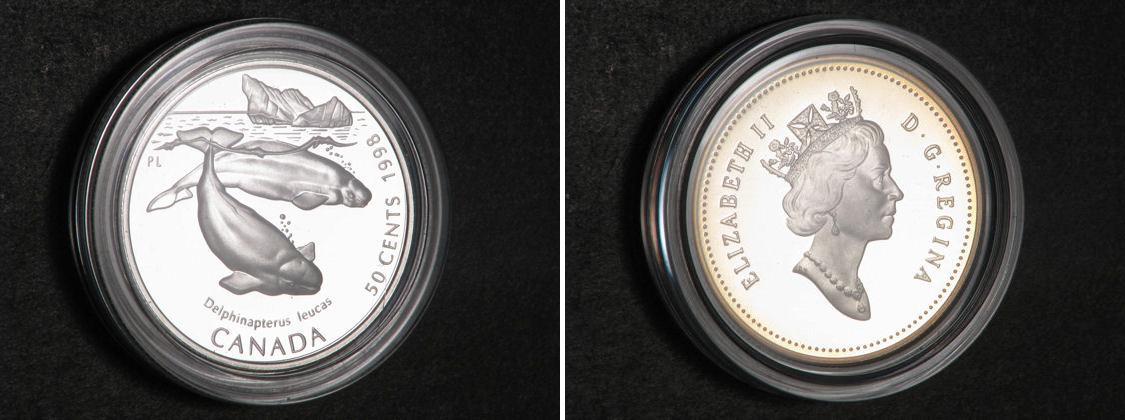 PL
1998
50 CENTS
Delphinapterus leucas
CANADA
ELIZABETH II
D·G·REGINA